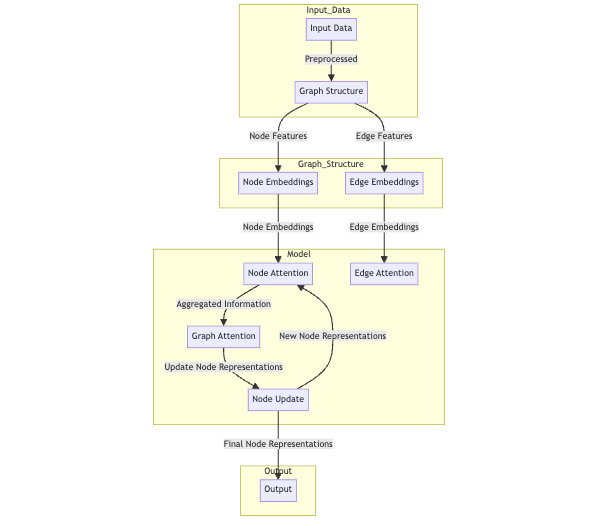 Input_Data
Input Data
Preprocessed
Graph Structure
Node Features
Edge Features
Graph_Structure
Node Embeddings
Edge Embeddings
Node Embeddings
Edge Embeddings
Model
Node Attention
Edge Attention
Aggregated Information
Graph Attention
New Node Representations
Update Node Representations
Node Update
Final Node Representations
Output
Output